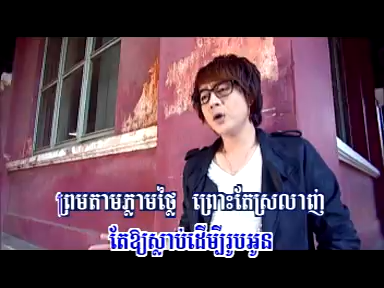 ព្រមតាមភ្លាមថ្លៃ ព្រោះតែស្រលាញ់
តែឱ្យស្លាប់ដើម្បីរូបអូន